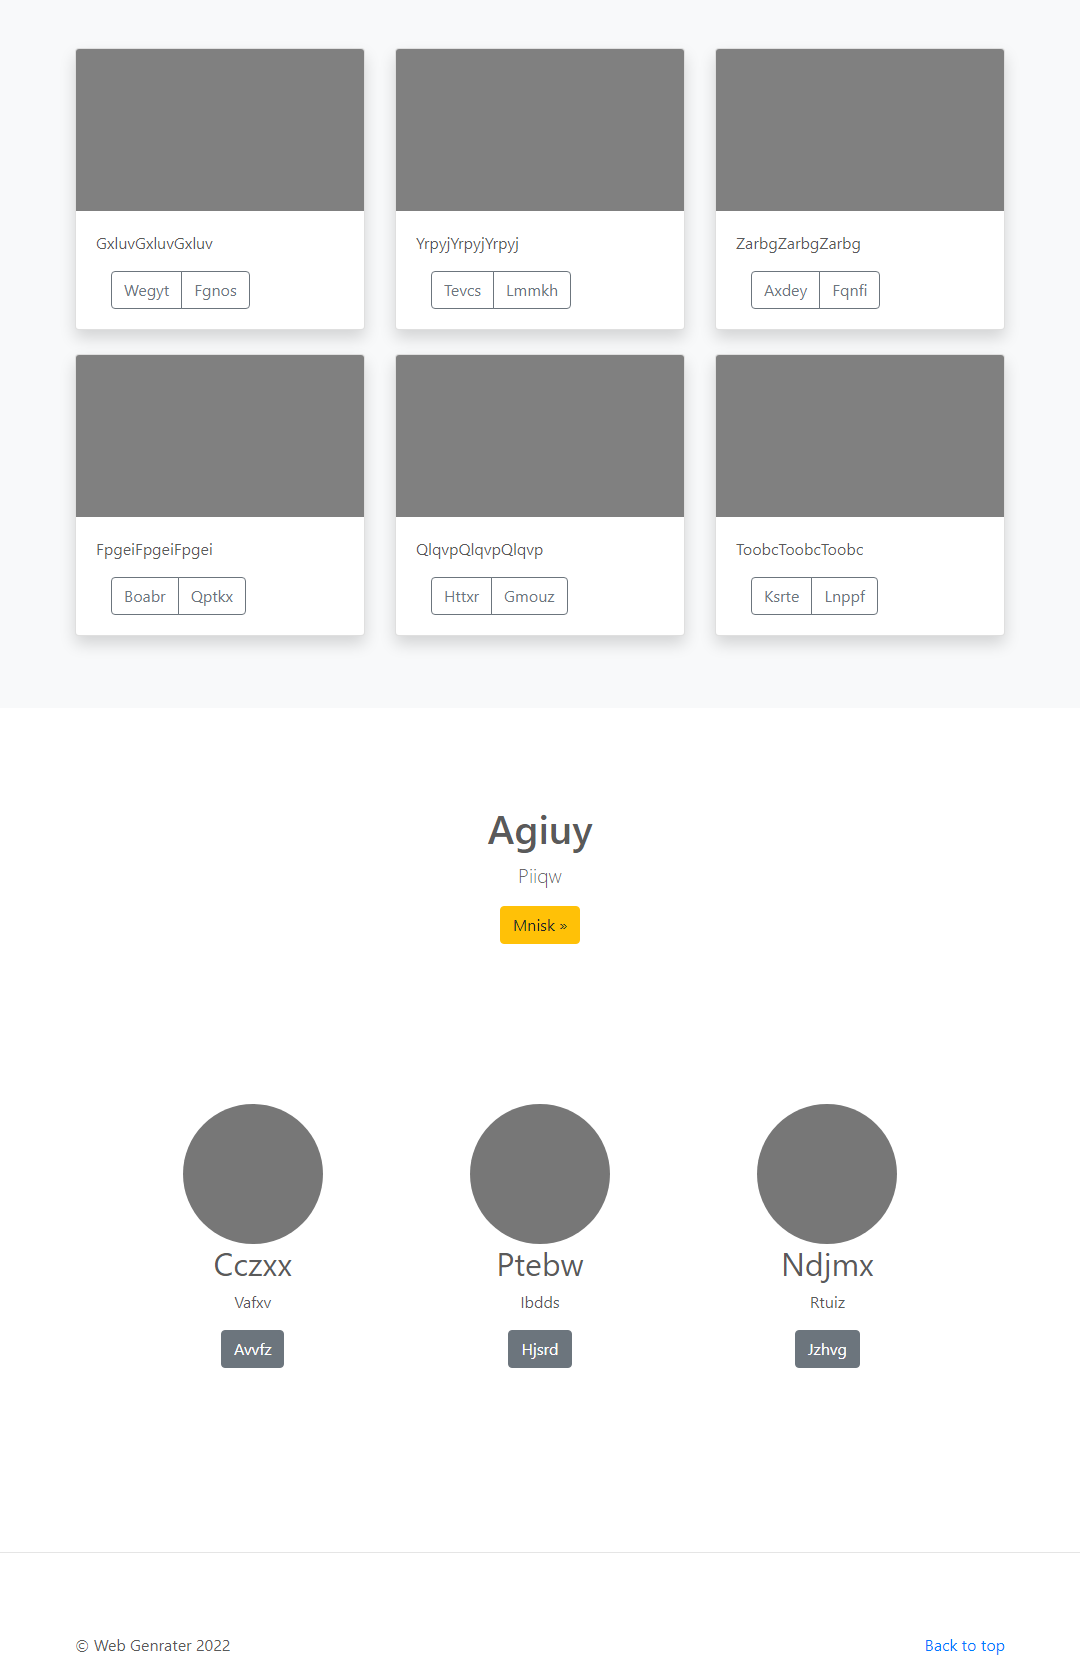 GxluvGxluvGxluv
Wegyt Fgnos
YrpyjYrpyjYrpyj
Tevcs Lmmkh
ZarbgZarbgZarbg
Axdey Fqnfi
FpgeiFpgeiFpgei
Boabr Qptkx
QlqvpQlqvpQlqvp
Httxr Gmouz
ToobcToobcToobc
Ksrte Lnppf
Agiuy
Piiqw
Mnisk »
Cczxx
Vafxv
Avvfz
Ptebw
Ibdds
Hjsrd
Ndjmx
Rtuiz
Jzhvg
© Web Genrater 2022
Back to top